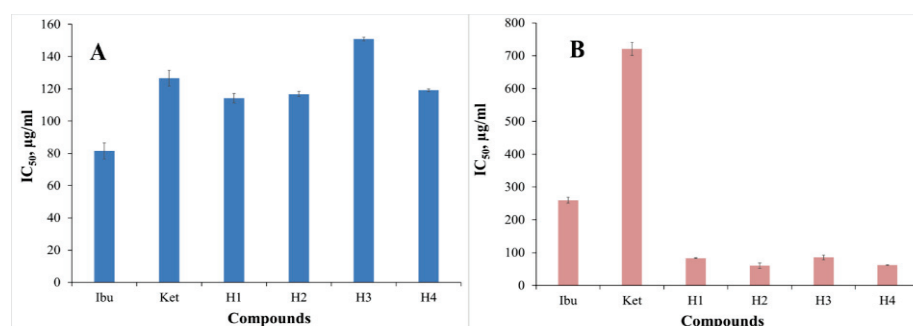 A
IC50, µg/ml
160
140
120
100
80
60
40
20
0
Ibu Ket H1 H2 H3 H4
Compounds
B
IC50, µg/ml
800
700
600
500
400
300
200
100
0
Ibu Ket H1 H2 H3 H4
Compounds